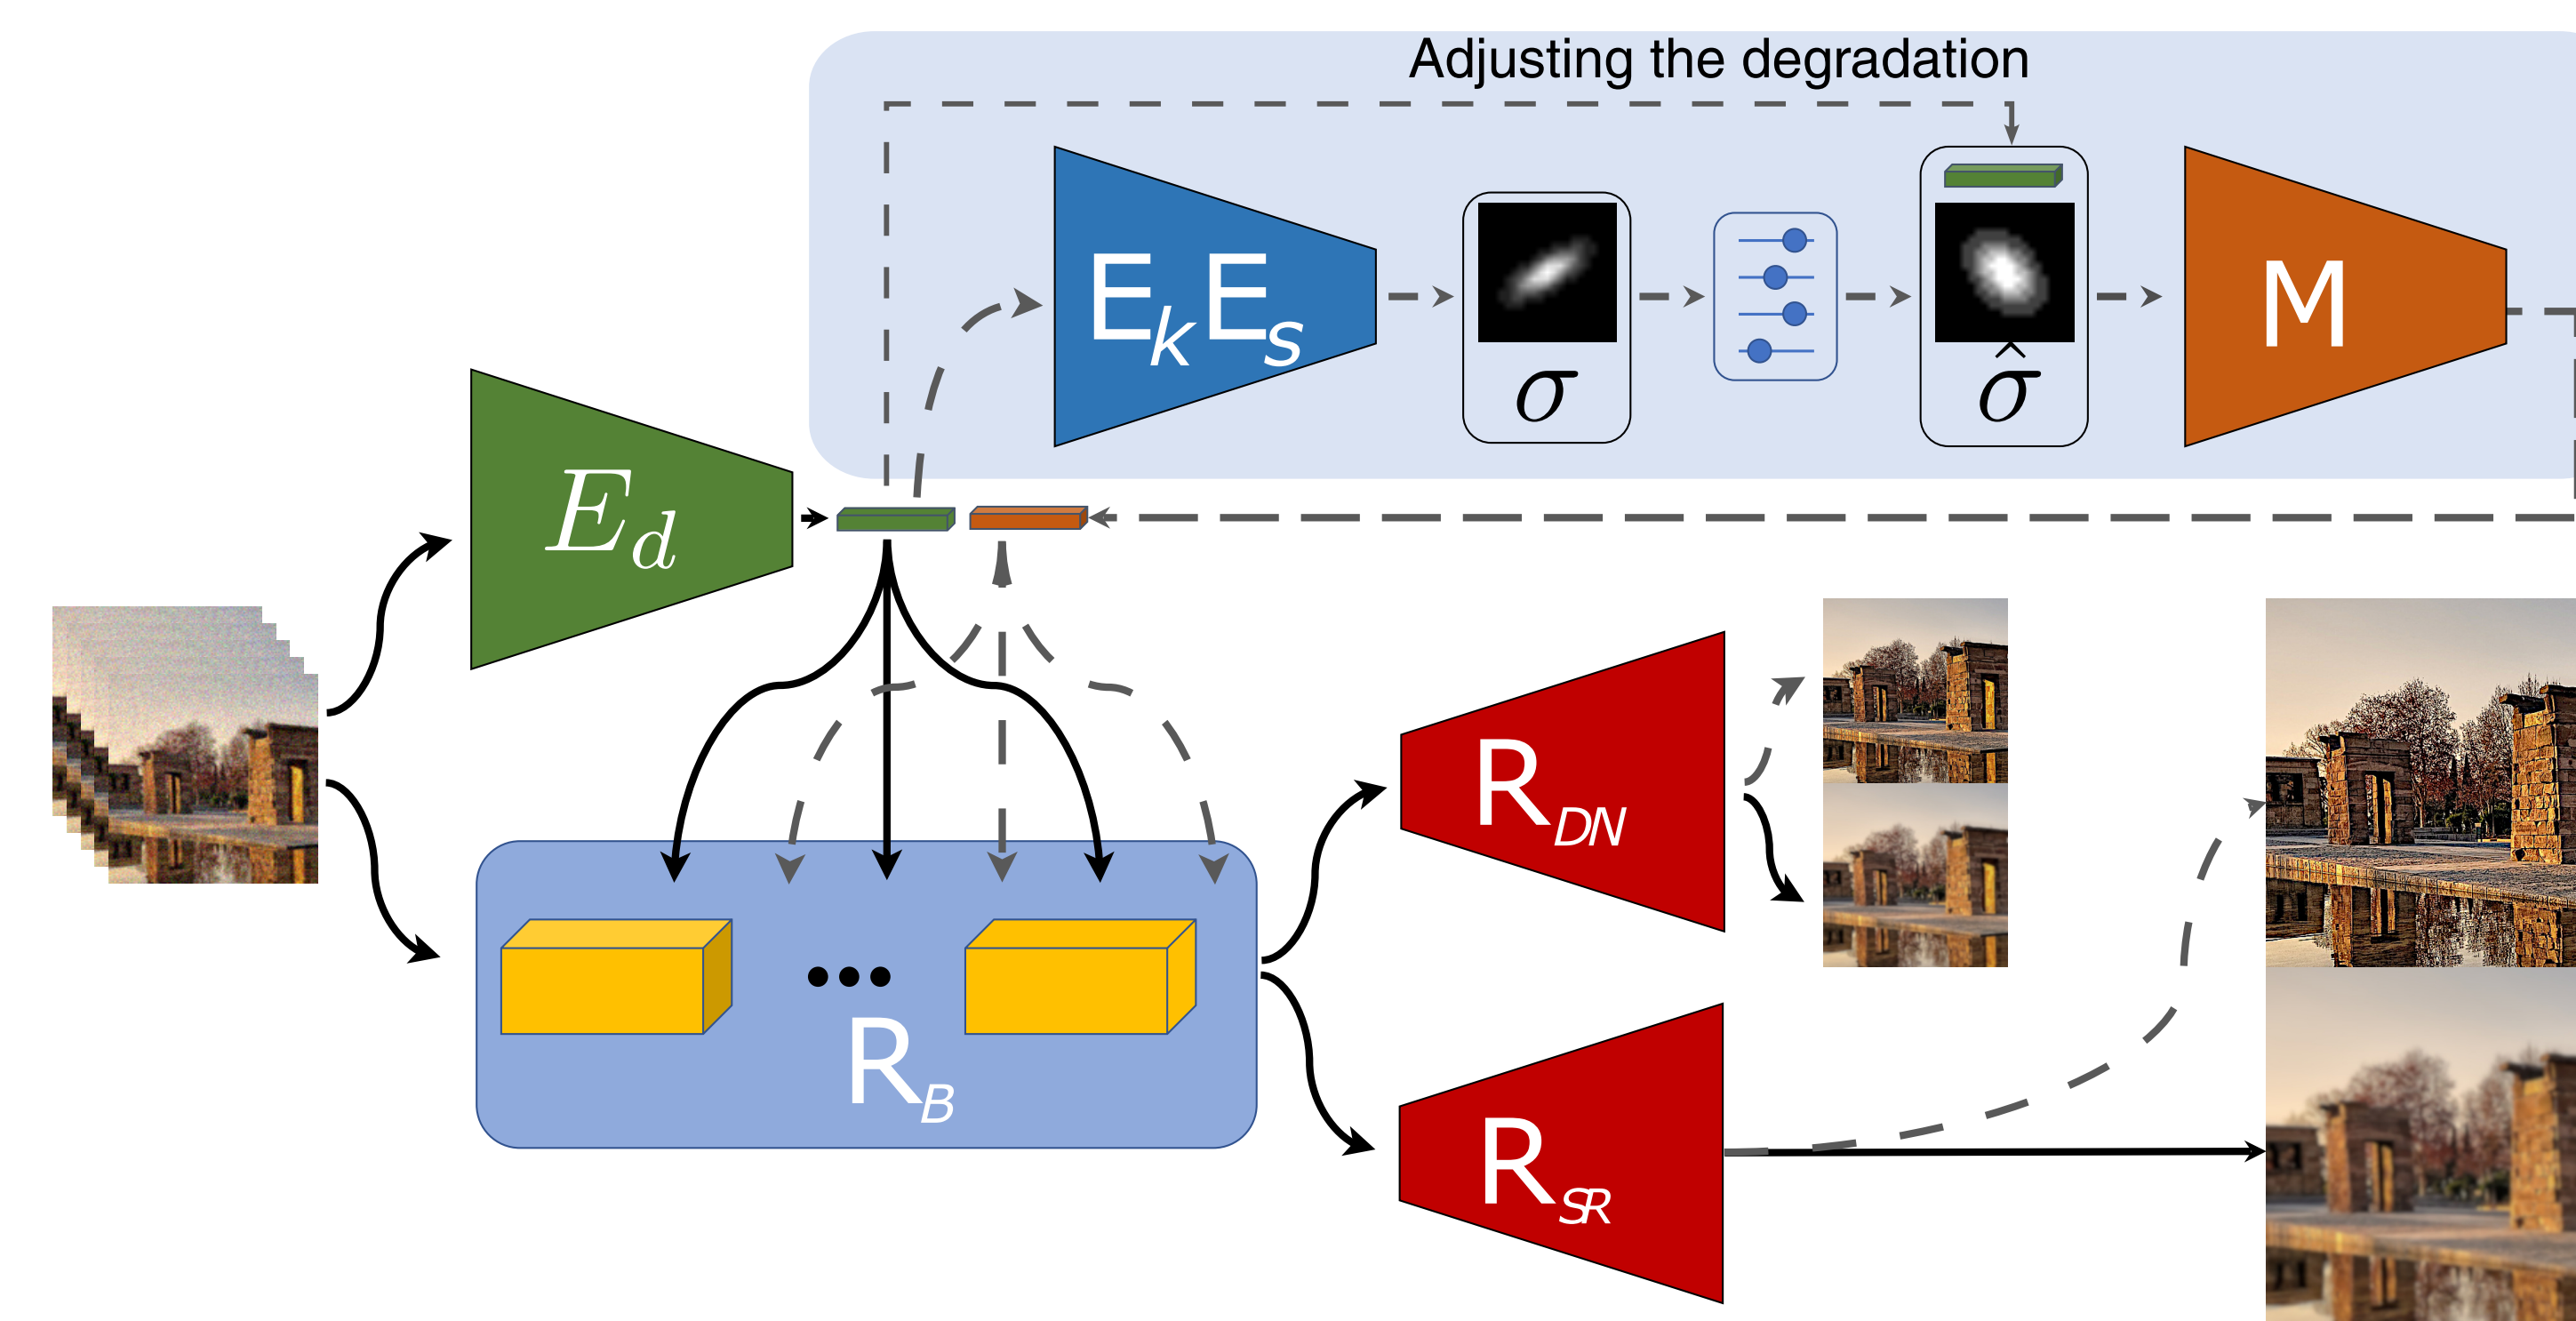 Adjusting the degradation
E_k E_s
σ
σ̂
M
E_d
R_DN
R_B
R_SR